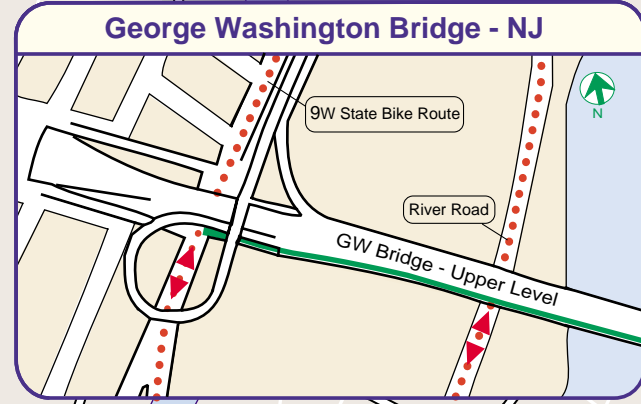 George Washington Bridge - NJ
9W State Bike Route
N
River Road
GW Bridge - Upper Level